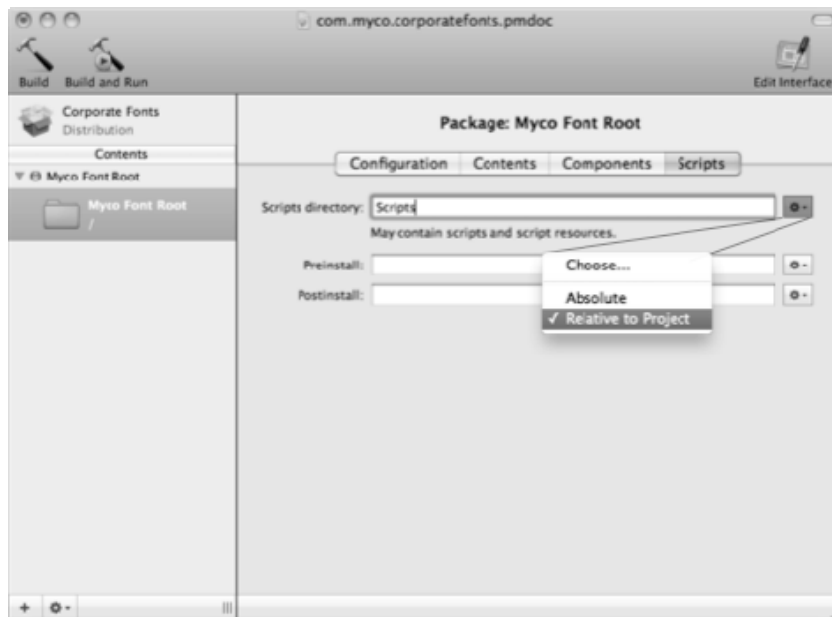 com.myco.corporatefonts.pmdoc
Build
Build and Run
Edit Interface
Corporate Fonts
Distribution
Contents
Myco Font Root
Myco Font Root
/
Package: Myco Font Root
Configuration
Contents
Components
Scripts
Scripts directory:
Scripts
May contain scripts and script resources.
Preinstall:
Choose...
Postinstall:
Absolute
✓ Relative to Project